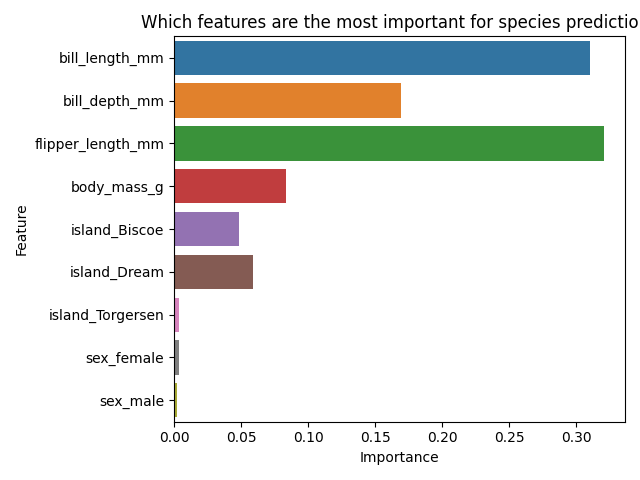 Which features are the most important for species predictio
bill_length_mm
bill_depth_mm
flipper_length_mm
body_mass_g
island_Biscoe
island_Dream
island_Torgersen
sex_female
sex_male
Feature
0.00 0.05 0.10 0.15 0.20 0.25 0.30
Importance